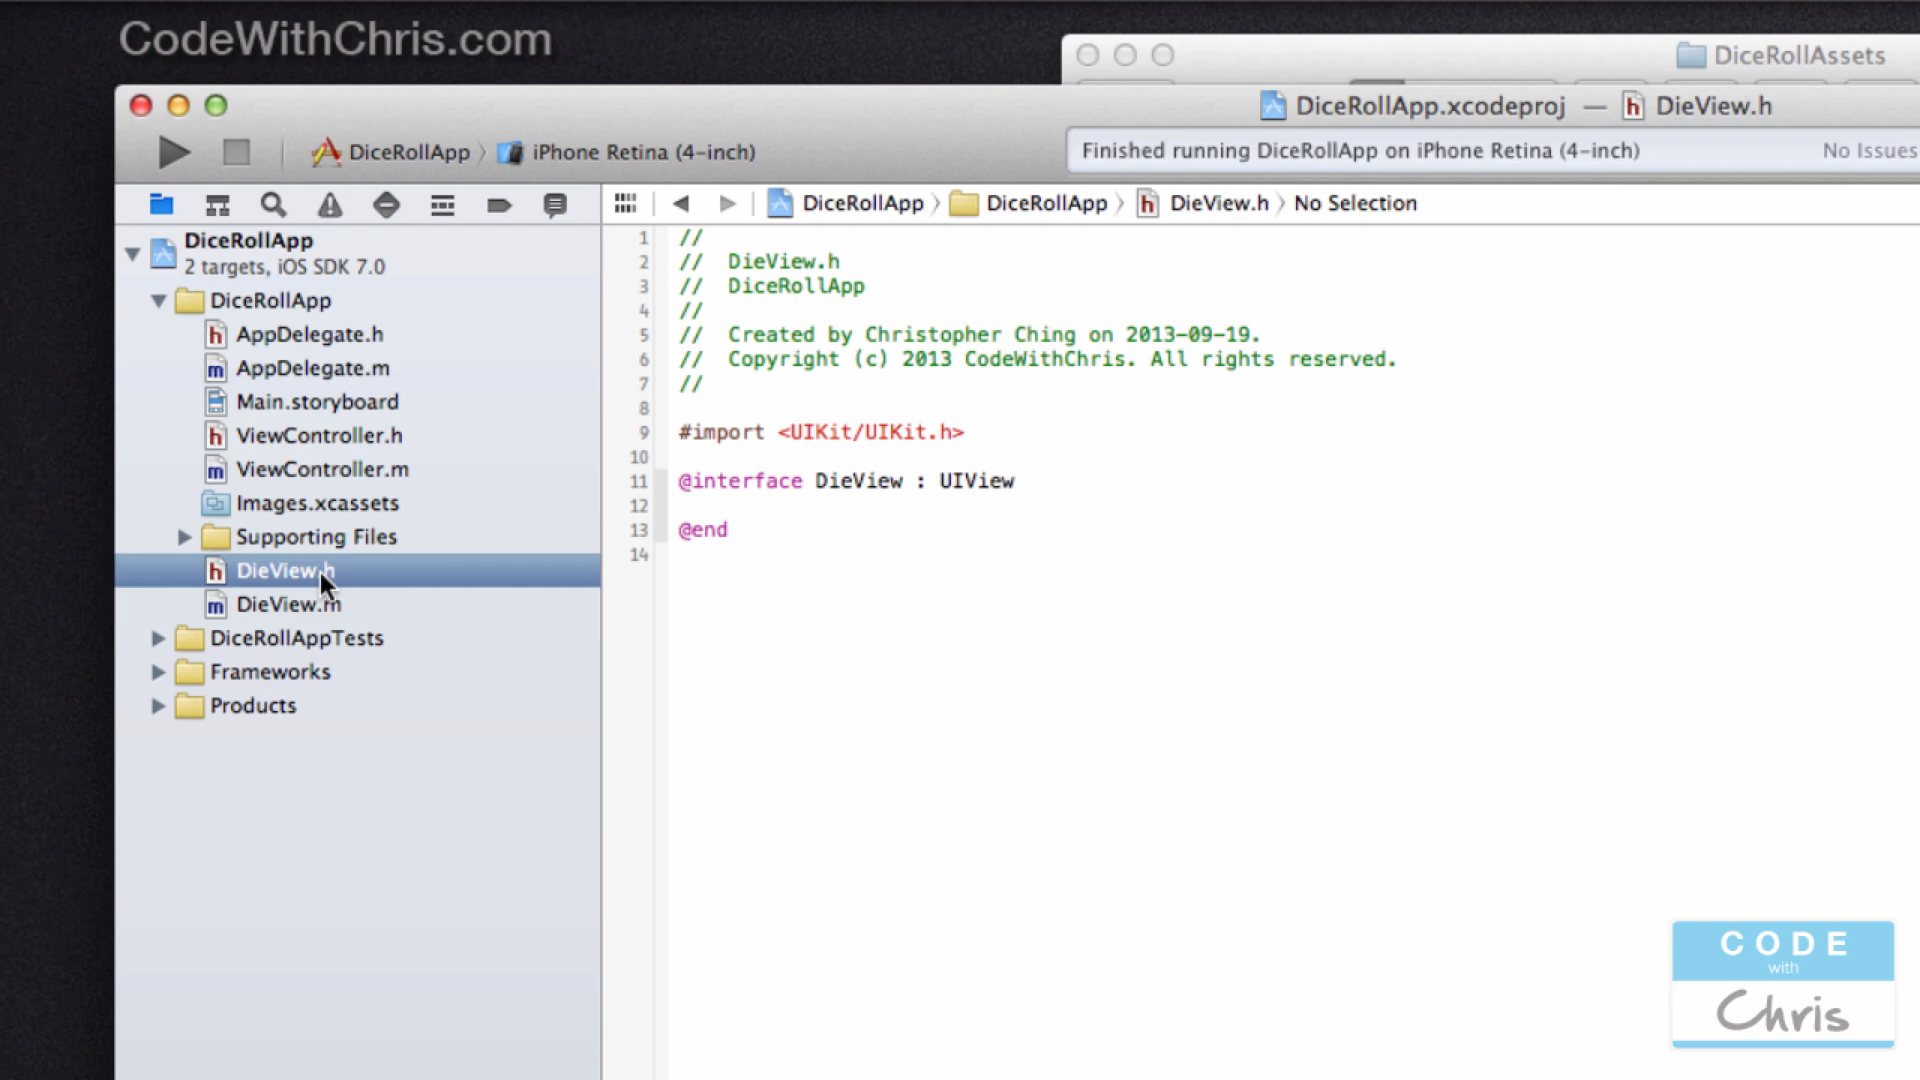 CodeWithChris.com
DiceRollAssets
DiceRollApp.xcodeproj — h DieView.h
DiceRollApp 〉 iPhone Retina (4-inch)
Finished running DiceRollApp on iPhone Retina (4-inch)
No Issues
DiceRollApp 〉 DiceRollApp 〉 h DieView.h 〉 No Selection
DiceRollApp
2 targets, iOS SDK 7.0
DiceRollApp
h AppDelegate.h
m AppDelegate.m
Main.storyboard
h ViewController.h
m ViewController.m
Images.xcassets
Supporting Files
h DieView.h
m DieView.m
DiceRollAppTests
Frameworks
Products
1 //
2 // DieView.h
3 // DiceRollApp
4 //
5 // Created by Christopher Ching on 2013-09-19.
6 // Copyright (c) 2013 CodeWithChris. All rights reserved.
7 //
8
9 #import <UIKit/UIKit.h>
10
11 @interface DieView : UIView
12
13 @end
14
CODE
with
Chris